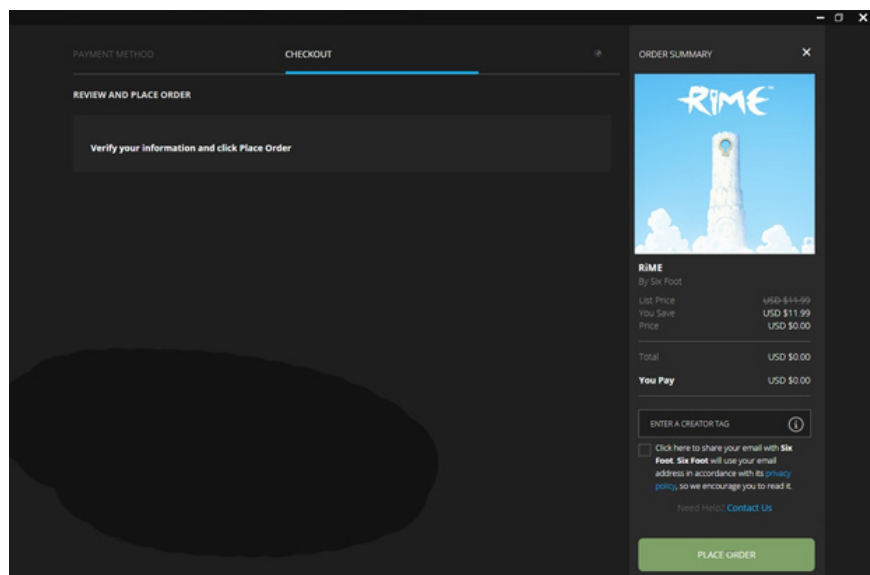 PAYMENT METHOD
CHECKOUT
REVIEW AND PLACE ORDER
Verify your information and click Place Order
ORDER SUMMARY
RiME
RiME
By Six Foot
List Price USD $11.99
You Save USD $11.99
Price USD $0.00
Total USD $0.00
You Pay USD $0.00
ENTER A CREATOR TAG
Click here to share your email with Six
Foot. Six Foot will use your email
address in accordance with its privacy
policy, so we encourage you to read it.
Need Help? Contact Us
PLACE ORDER